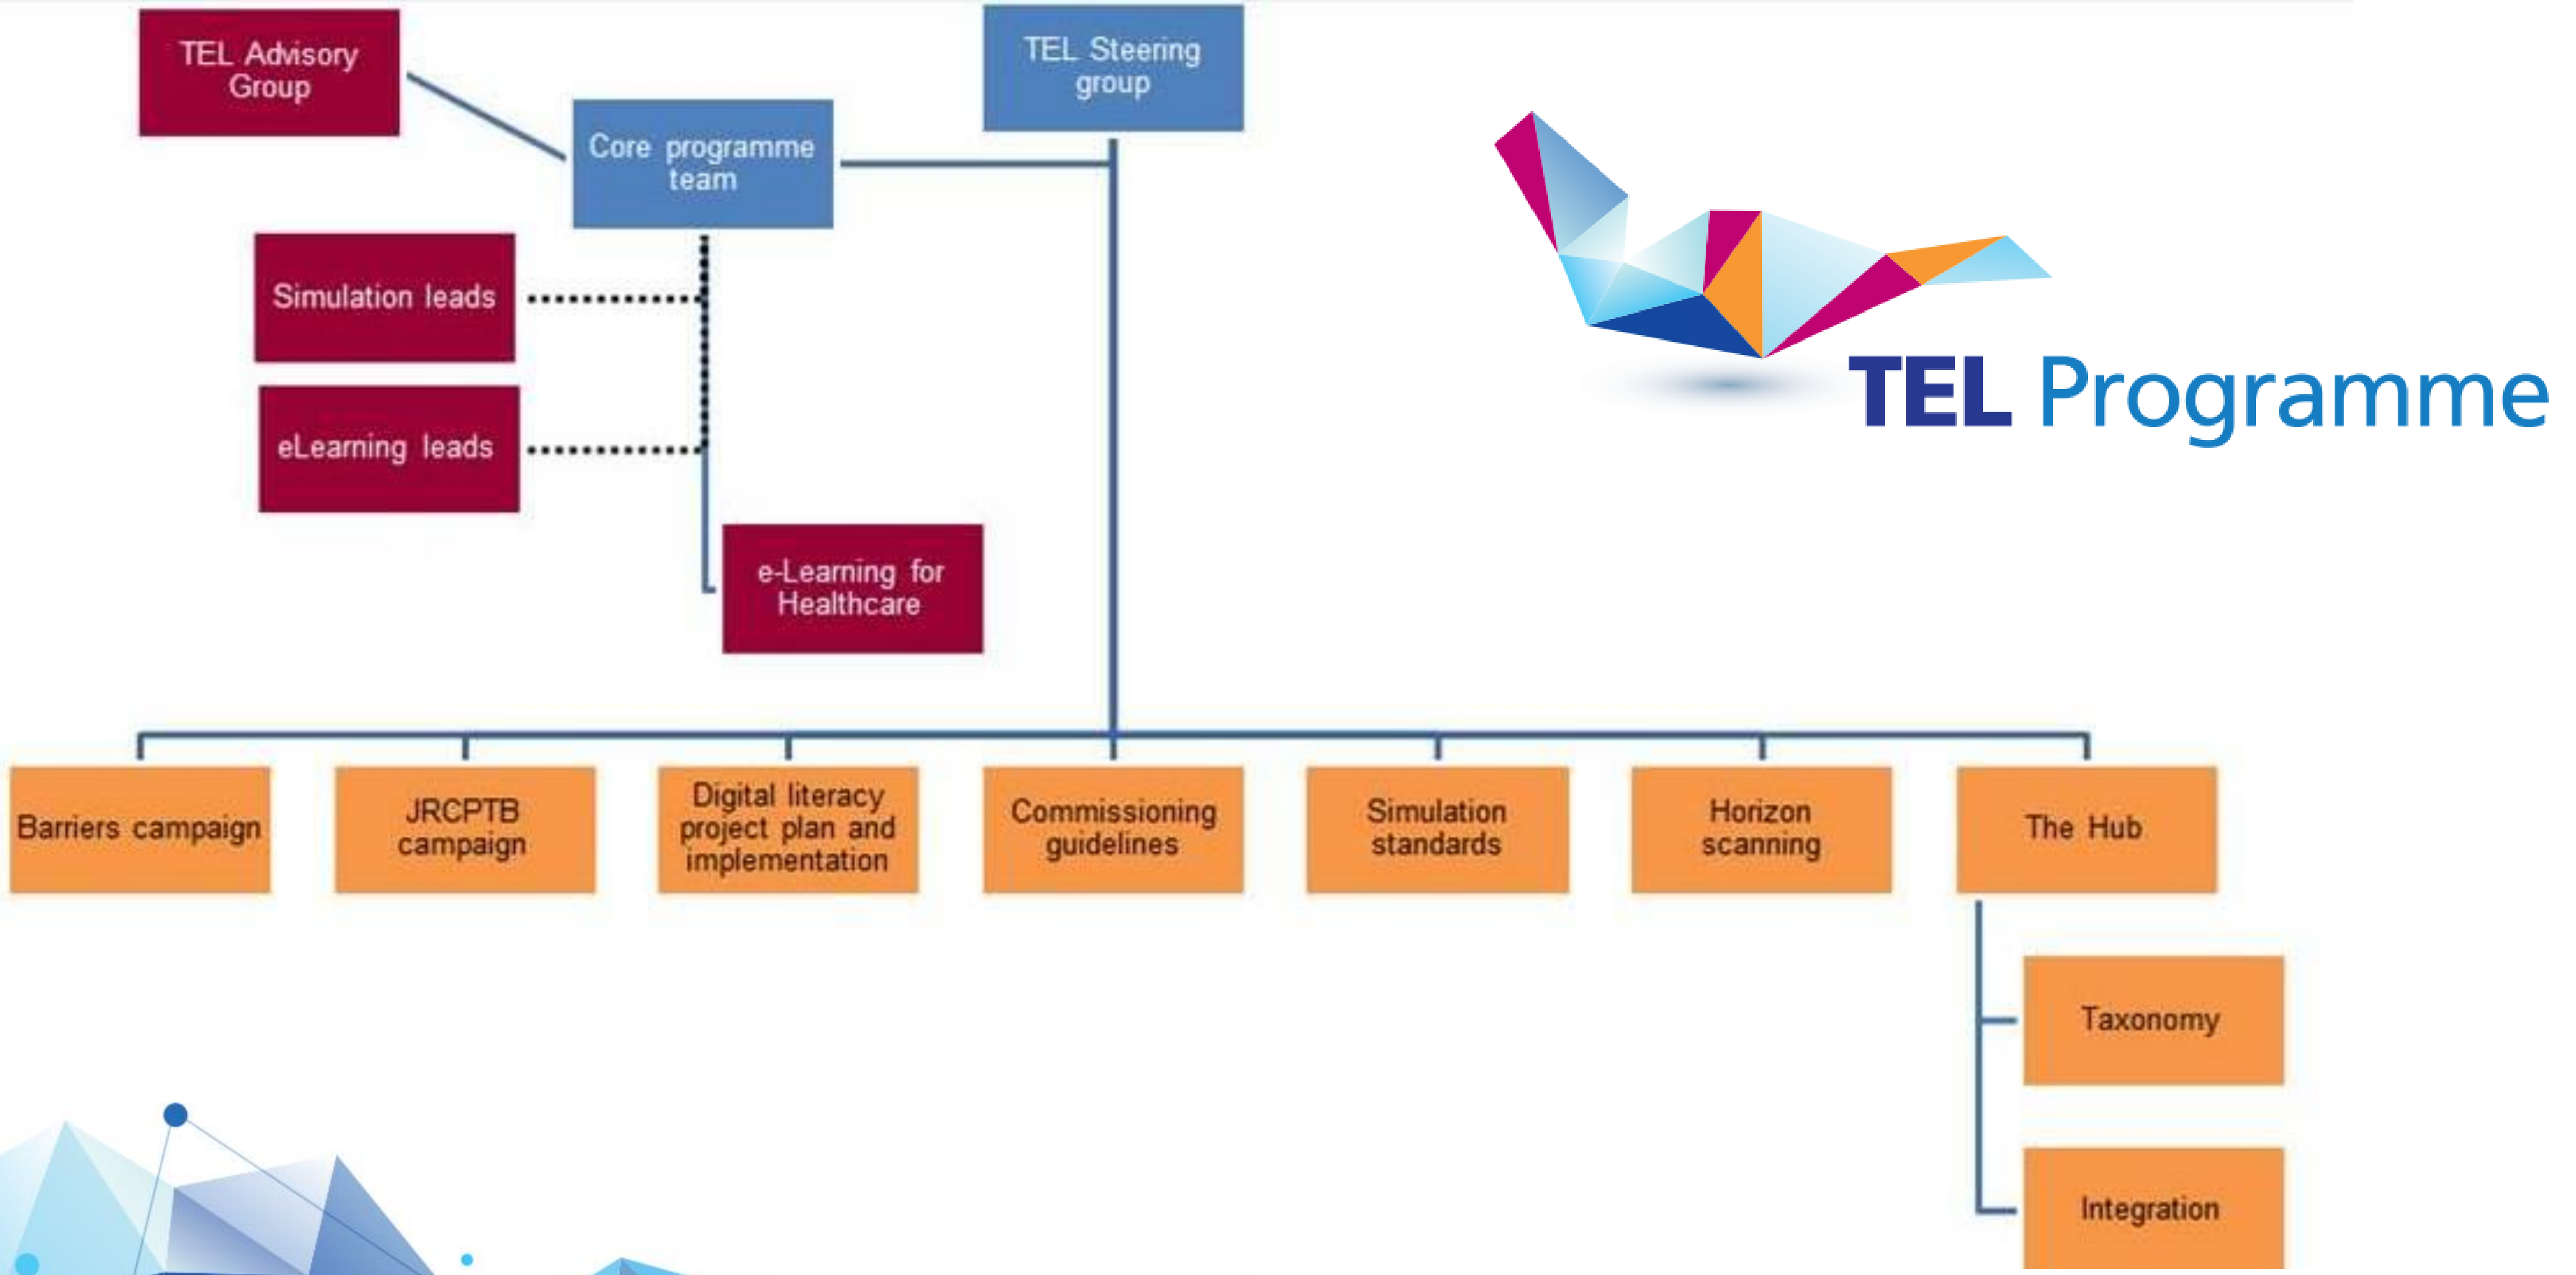 TEL Advisory
Group
TEL Steering
group
Core programme
team
Simulation leads
eLearning leads
e-Learning for
Healthcare
TEL Programme
Barriers campaign
JRCPTB
campaign
Digital literacy
project plan and
implementation
Commissioning
guidelines
Simulation
standards
Horizon
scanning
The Hub
Taxonomy
Integration